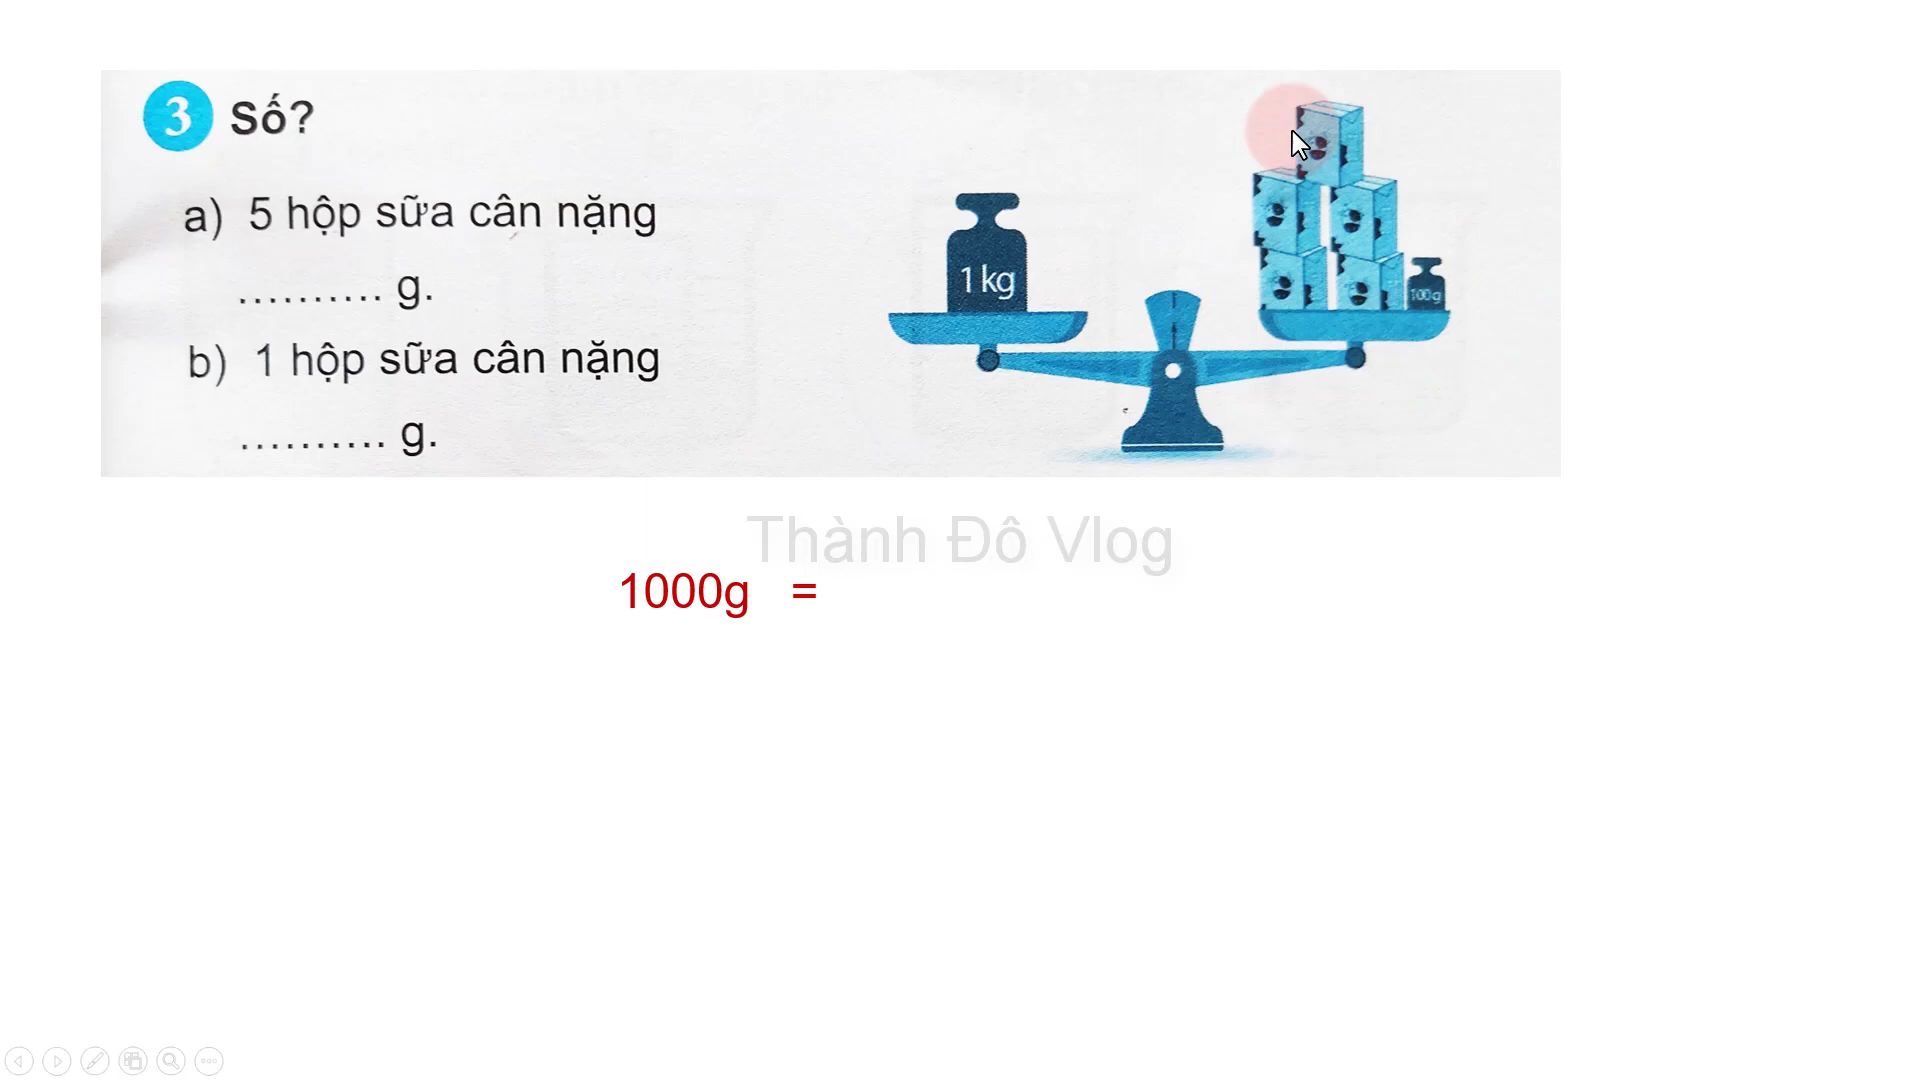 3 Số?
a) 5 hộp sữa cân nặng
.......... g.
b) 1 hộp sữa cân nặng
.......... g.
1 kg
100g
Thành Đô Vlog
1000g =